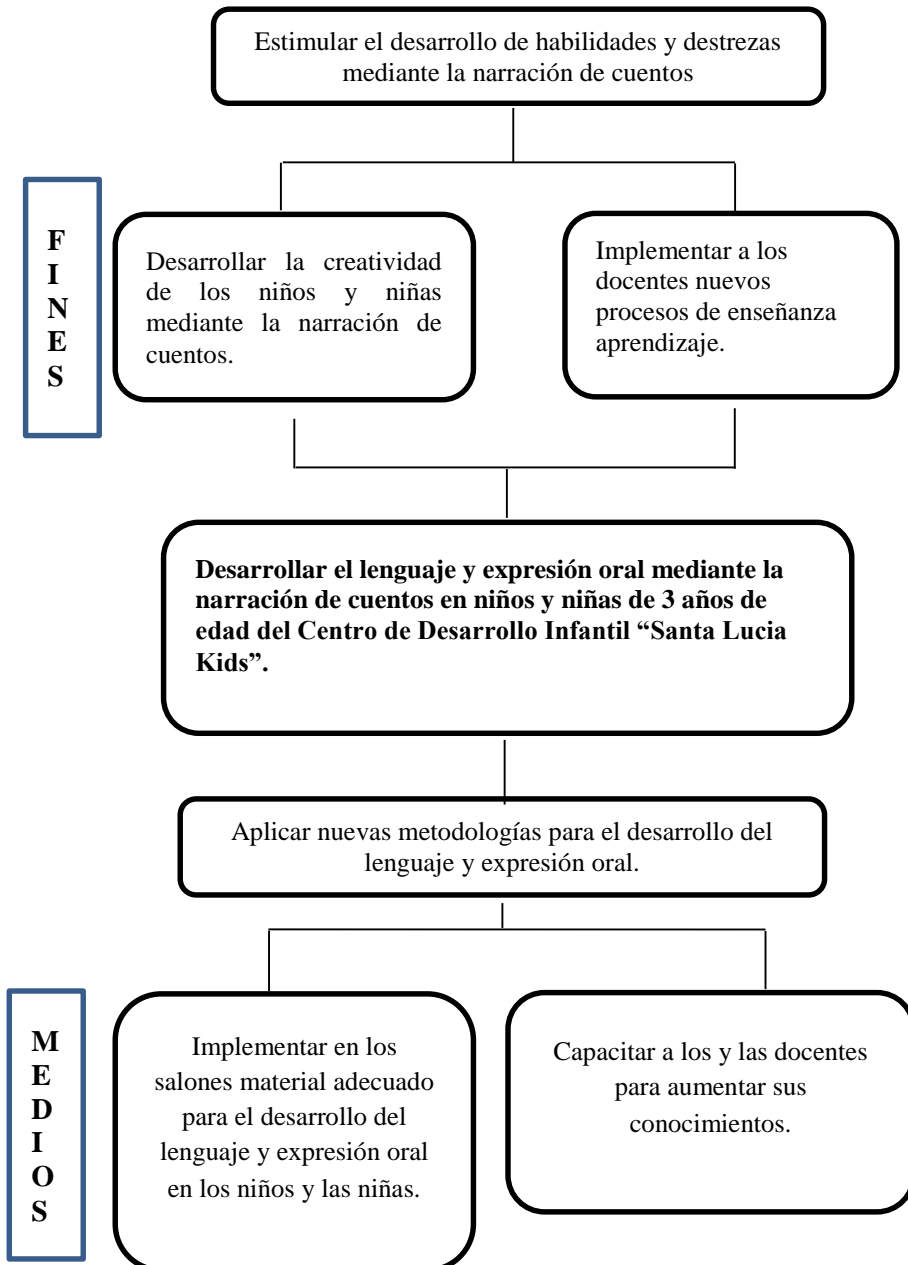 Estimular el desarrollo de habilidades y destrezas
mediante la narración de cuentos
F
I
N
E
S
Desarrollar la creatividad
de los niños y niñas
mediante la narración de
cuentos.
Implementar a los
docentes nuevos
procesos de enseñanza
aprendizaje.
Desarrollar el lenguaje y expresión oral mediante la
narración de cuentos en niños y niñas de 3 años de
edad del Centro de Desarrollo Infantil “Santa Lucia
Kids”.
Aplicar nuevas metodologías para el desarrollo del
lenguaje y expresión oral.
M
E
D
I
O
S
Implementar en los
salones material adecuado
para el desarrollo del
lenguaje y expresión oral
en los niños y las niñas.
Capacitar a los y las docentes
para aumentar sus
conocimientos.